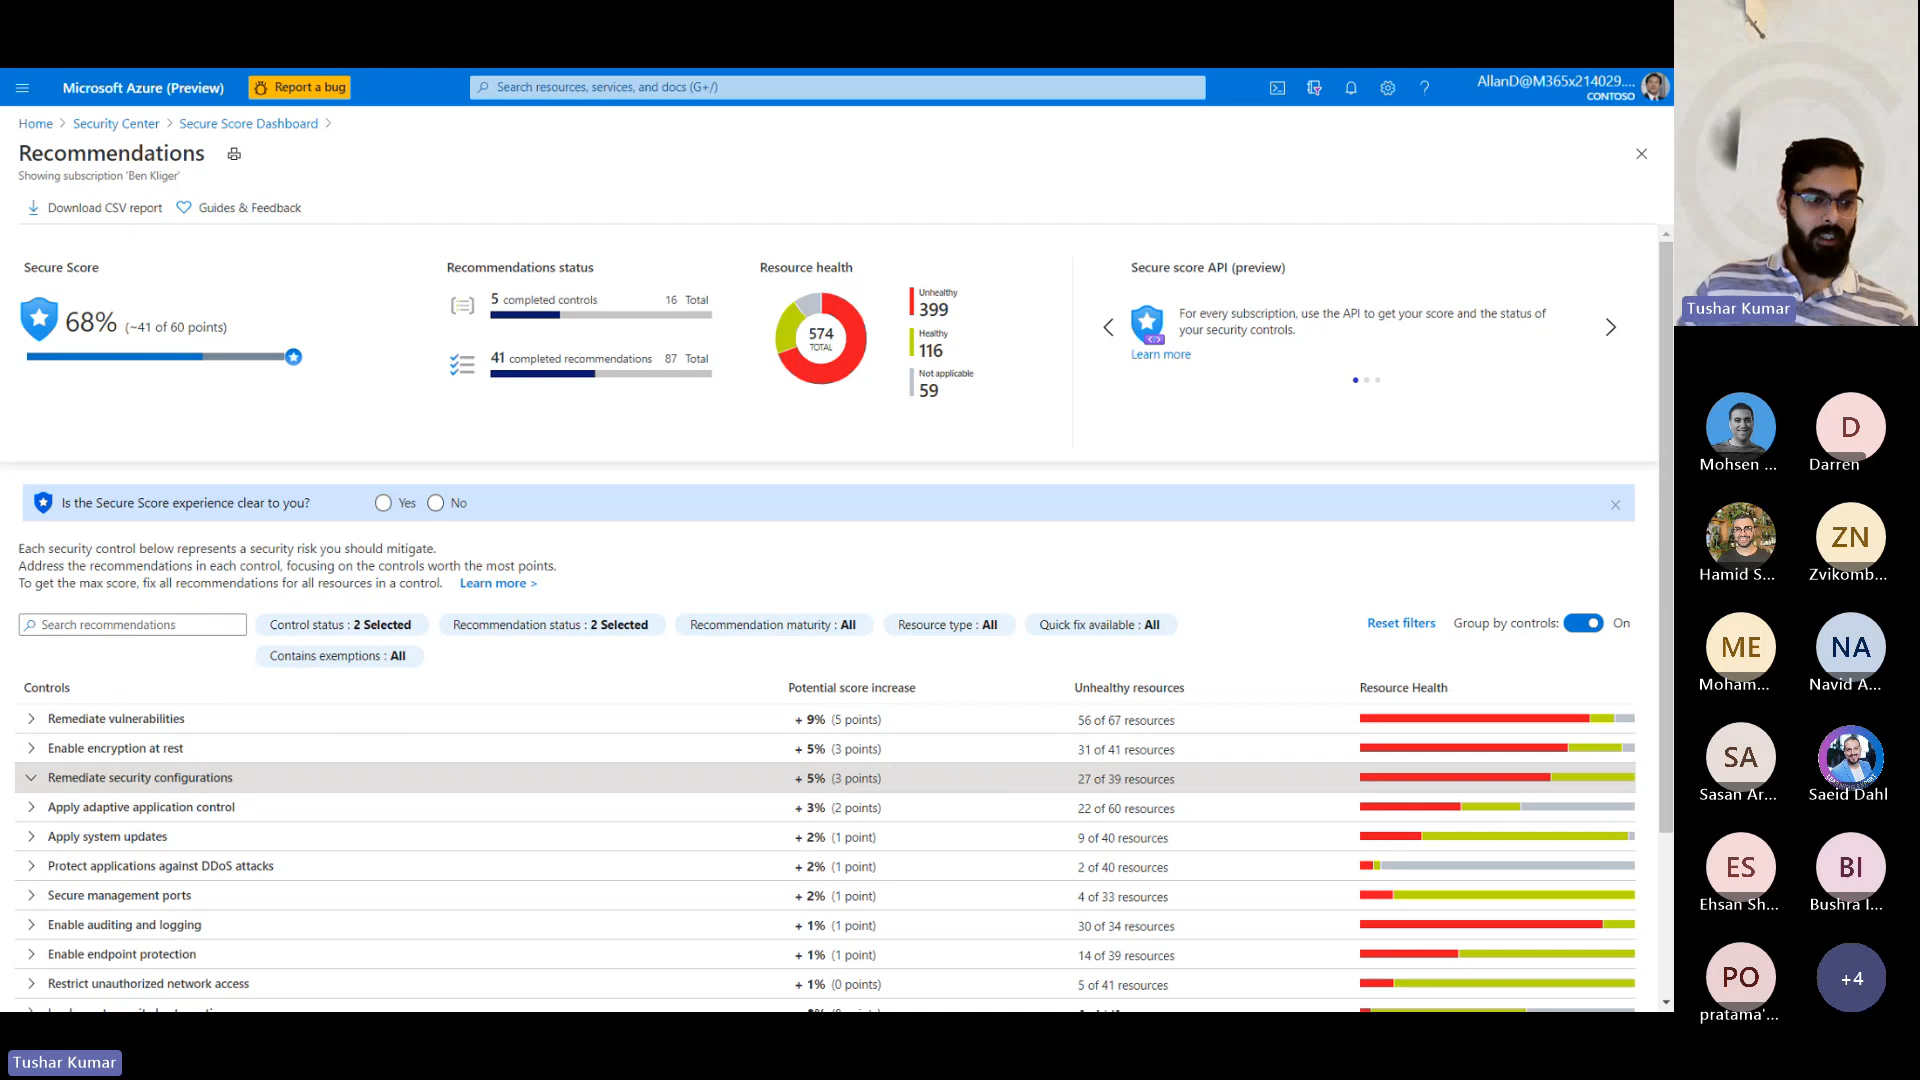 Microsoft Azure (Preview)
Report a bug
Search resources, services, and docs (G+/)
AllanD@M365x214029....
CONTOSO
Home > Security Center > Secure Score Dashboard >
Recommendations
Showing subscription 'Ben Kliger'
Download CSV report
Guides & Feedback
Secure Score
68% (~41 of 60 points)
Recommendations status
5 completed controls 16 Total
41 completed recommendations 87 Total
Resource health
574
TOTAL
Unhealthy
399
Healthy
116
Not applicable
59
Secure score API (preview)
For every subscription, use the API to get your score and the status of
your security controls.
Learn more
Is the Secure Score experience clear to you? Yes No
Each security control below represents a security risk you should mitigate.
Address the recommendations in each control, focusing on the controls worth the most points.
To get the max score, fix all recommendations for all resources in a control. Learn more >
Search recommendations
Control status : 2 Selected
Recommendation status : 2 Selected
Recommendation maturity : All
Resource type : All
Quick fix available : All
Contains exemptions : All
Reset filters
Group by controls: On
Controls Potential score increase Unhealthy resources Resource Health
Remediate vulnerabilities + 9% (5 points) 56 of 67 resources
Enable encryption at rest + 5% (3 points) 31 of 41 resources
Remediate security configurations + 5% (3 points) 27 of 39 resources
Apply adaptive application control + 3% (2 points) 22 of 60 resources
Apply system updates + 2% (1 point) 9 of 40 resources
Protect applications against DDoS attacks + 2% (1 point) 2 of 40 resources
Secure management ports + 2% (1 point) 4 of 33 resources
Enable auditing and logging + 1% (1 point) 30 of 34 resources
Enable endpoint protection + 1% (1 point) 14 of 39 resources
Restrict unauthorized network access + 1% (0 points) 5 of 41 resources
Tushar Kumar
Mohsen ...
D
Darren
Hamid S...
ZN
Zvikomb...
ME
Moham...
NA
Navid A...
SA
Sasan Ar...
Saeid Dahl
ES
Ehsan Sh...
BI
Bushra I...
PO
pratama'...
+4
Tushar Kumar